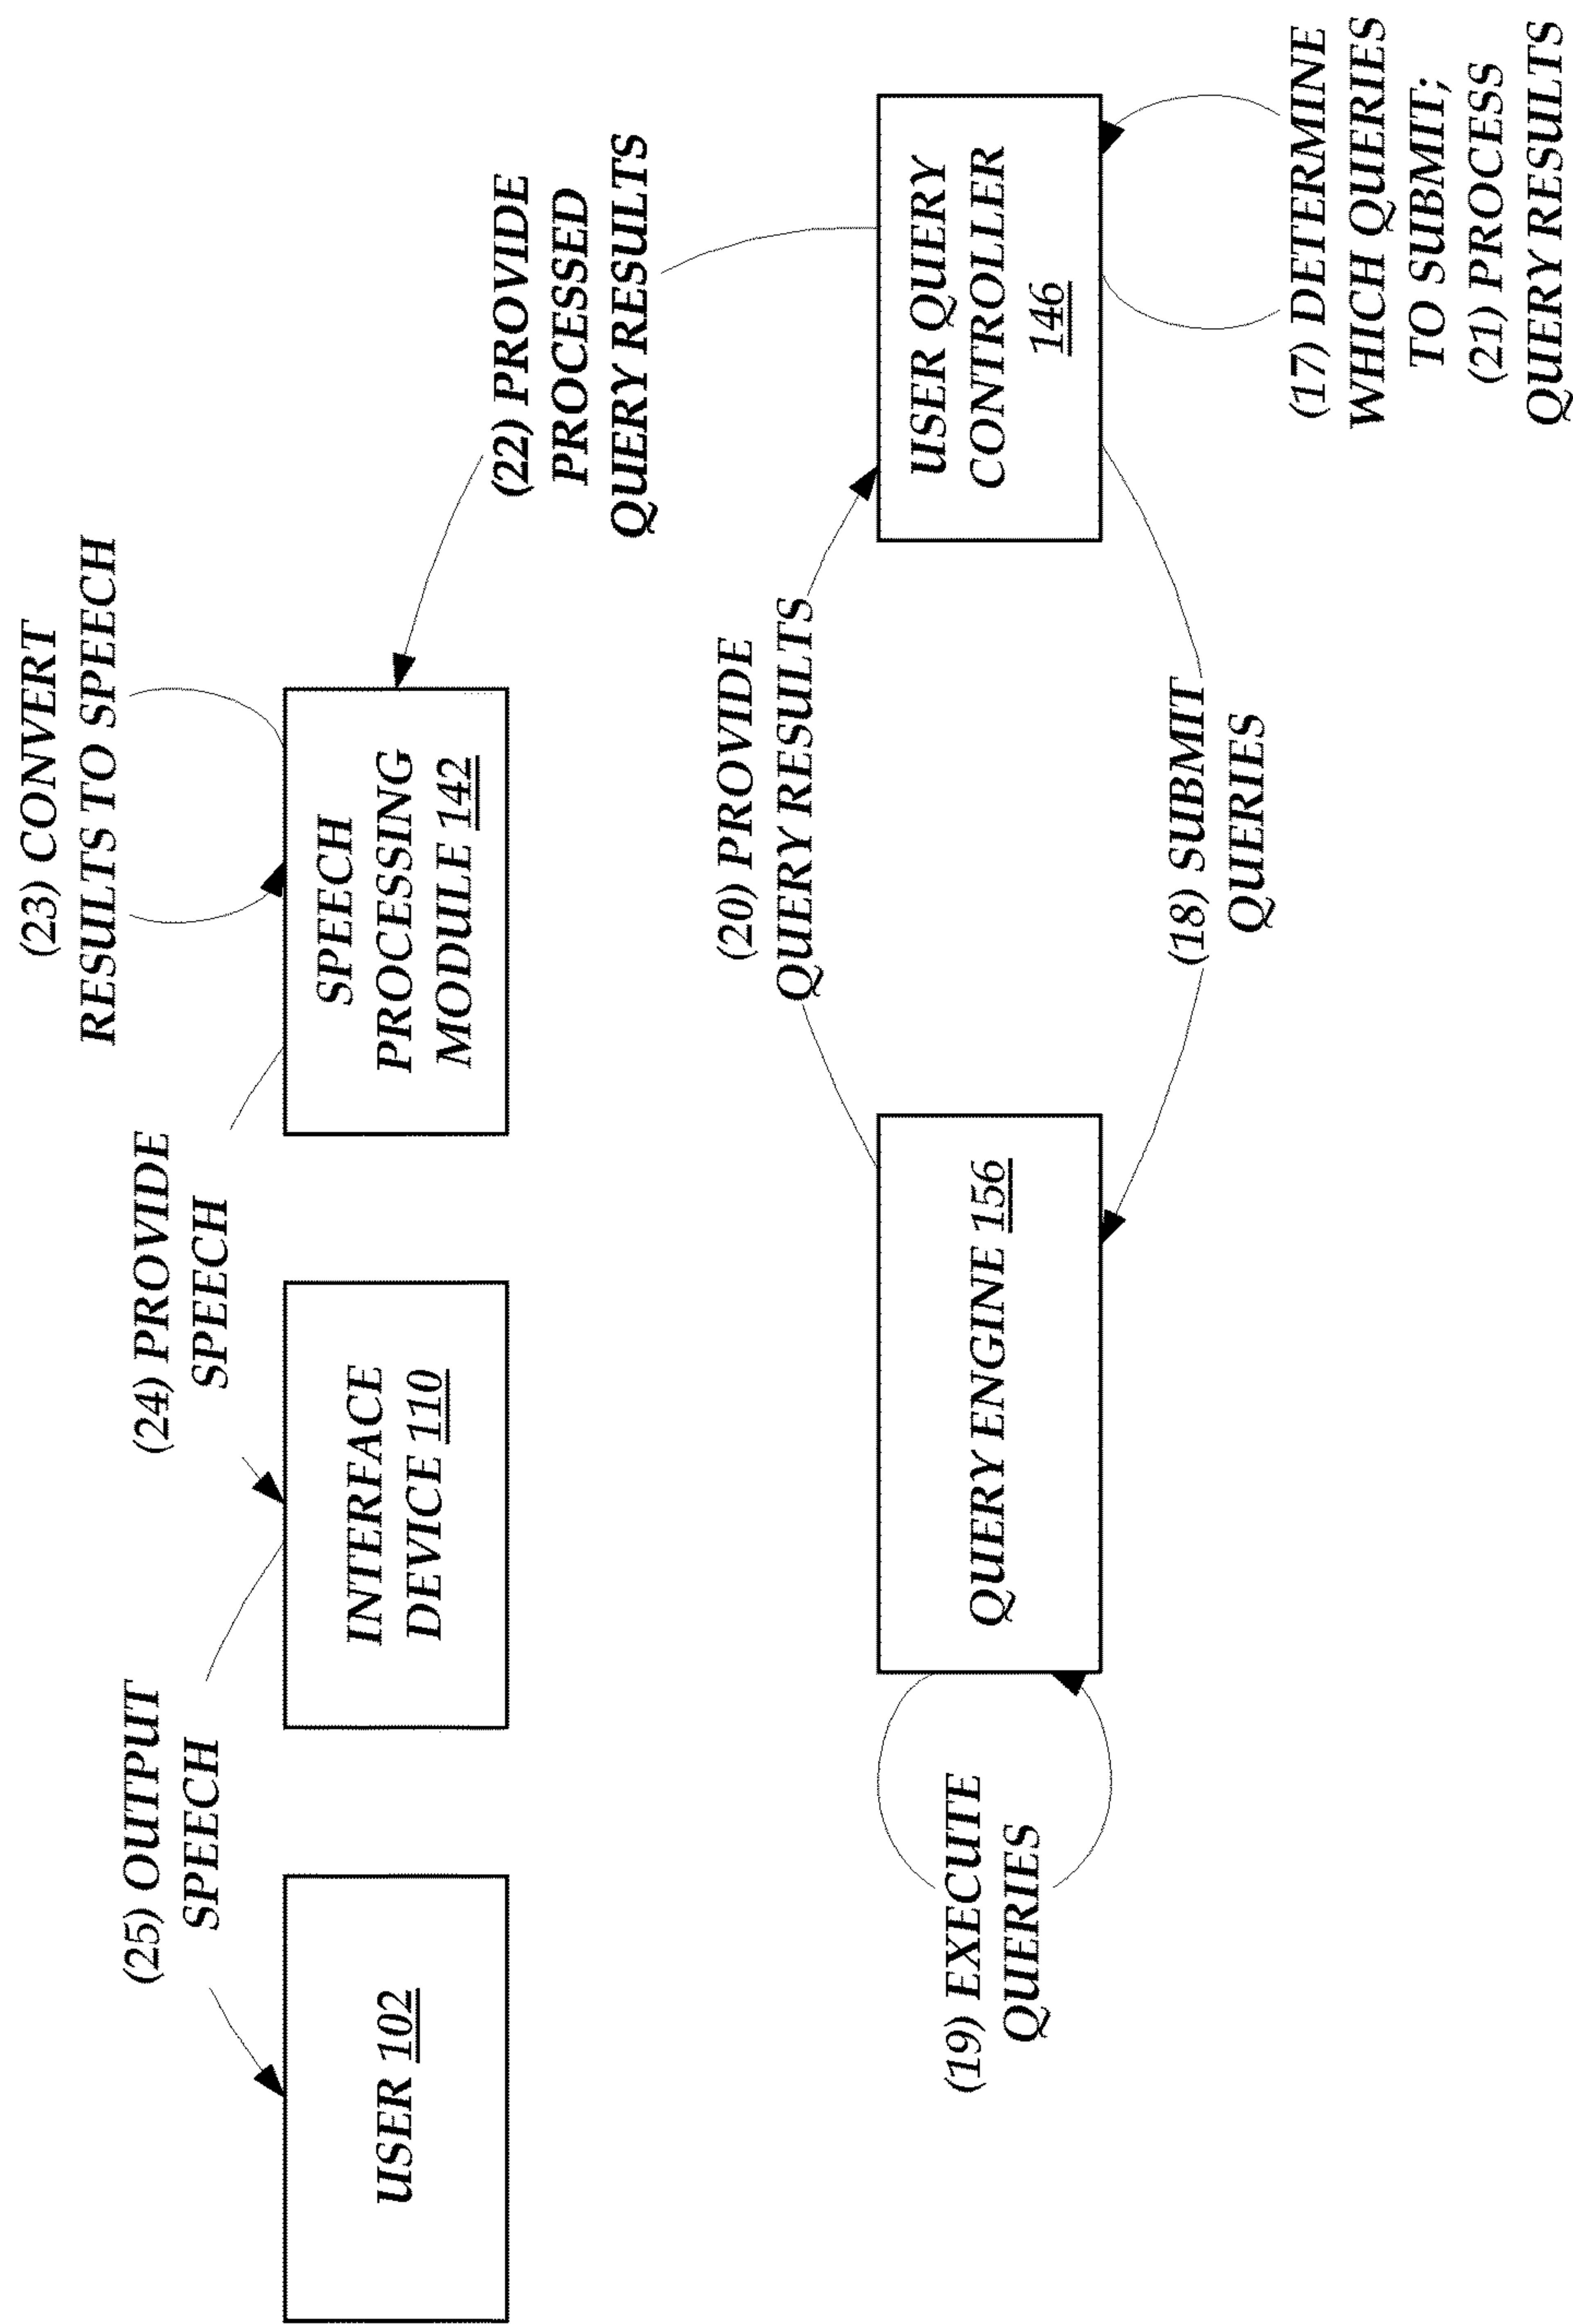 (25) OUTPUT
SPEECH
(24) PROVIDE
SPEECH
(23) CONVERT
RESULTS TO SPEECH
USER 102
INTERFACE
DEVICE 110
SPEECH
PROCESSING
MODULE 142
(22) PROVIDE
PROCESSED
QUERY RESULTS
(20) PROVIDE
QUERY RESULTS
(19) EXECUTE
QUERIES
QUERY ENGINE 156
USER QUERY
CONTROLLER
146
(18) SUBMIT
QUERIES
(17) DETERMINE
WHICH QUERIES
TO SUBMIT;
(21) PROCESS
QUERY RESULTS